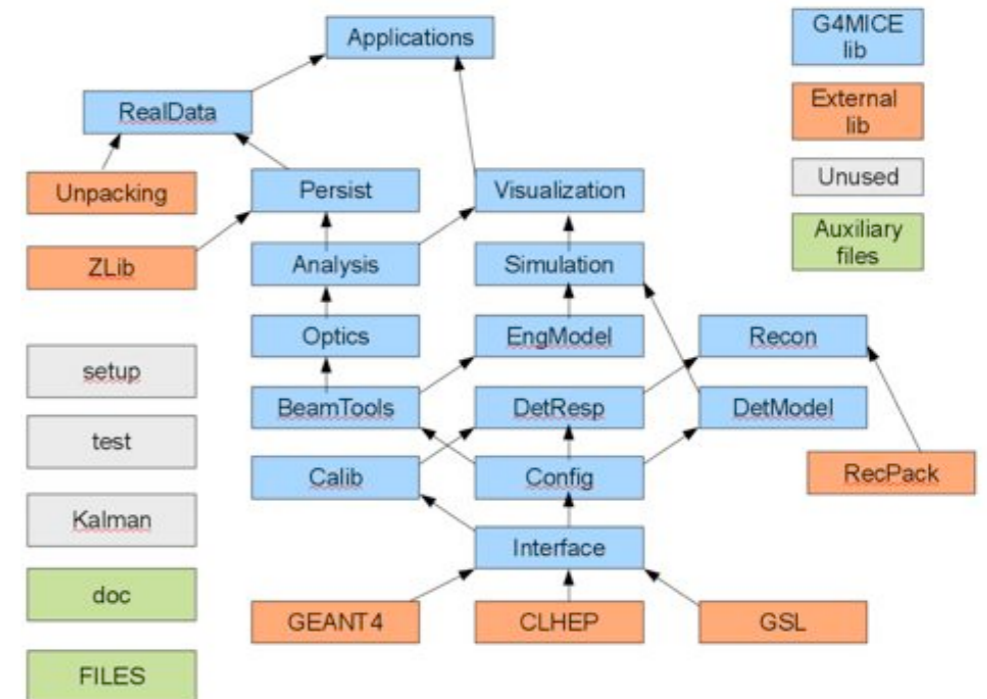 Applications
G4MICE
lib
RealData
External
lib
Unpacking
Persist
Visualization
Unused
ZLib
Analysis
Simulation
Auxiliary
files
Optics
EngModel
Recon
setup
BeamTools
DetResp
DetModel
test
Calib
Config
RecPack
Kalman
Interface
doc
GEANT4
CLHEP
GSL
FILES